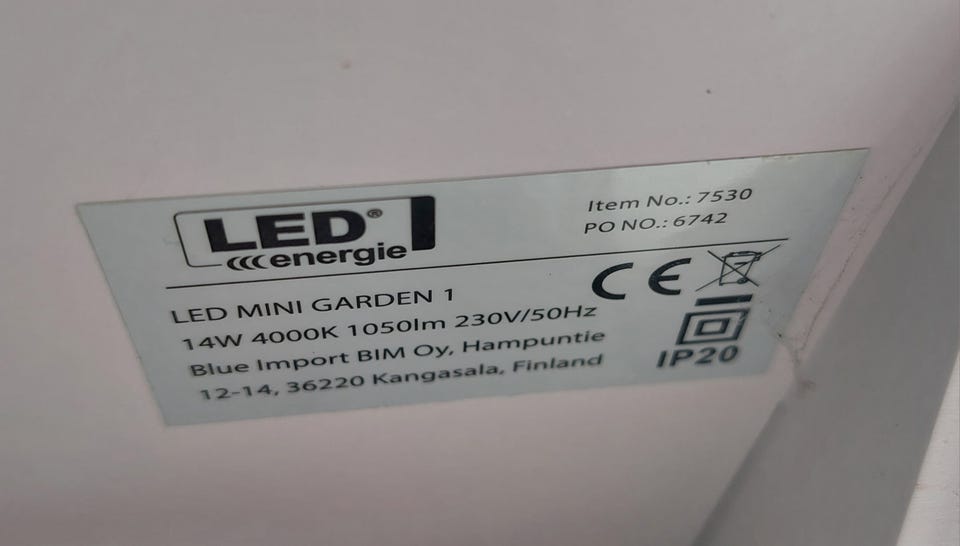 LED®
energie
Item No.: 7530
PO NO.: 6742
LED MINI GARDEN 1
14W 4000K 1050lm 230V/50Hz
Blue Import BIM Oy, Hampuntie
12-14, 36220 Kangasala, Finland
CE
IP20